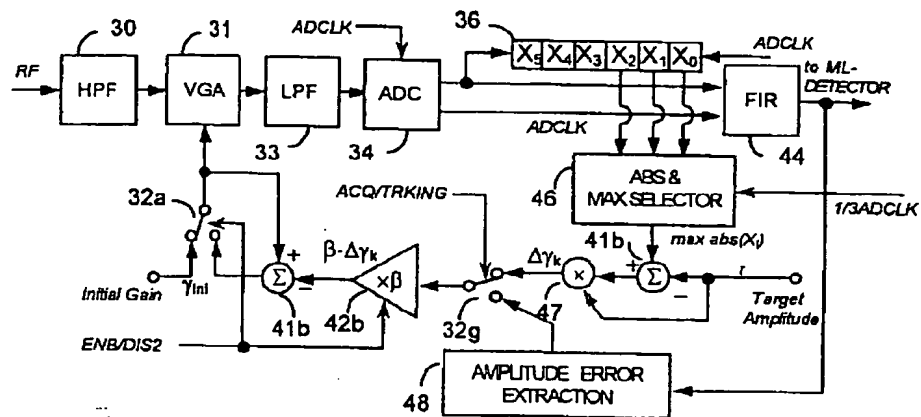 30
31
ADCLK
36
X5 X4 X3 X2 X1 X0
ADCLK
RF
HPF
VGA
LPF
ADC
to ML-
DETECTOR
FIR
ADCLK
33
34
44
32a
ACQ/TRKING
46
ABS &
MAX SELECTOR
1/3ADCLK
max abs(Xi)
41b
β-Δγk
Δγk
+
Σ
−
×β
×
+
Σ
−
τ
Initial Gain
γini
41b
42b
32g
47
Target
Amplitude
ENB/DIS2
48
AMPLITUDE ERROR
EXTRACTION